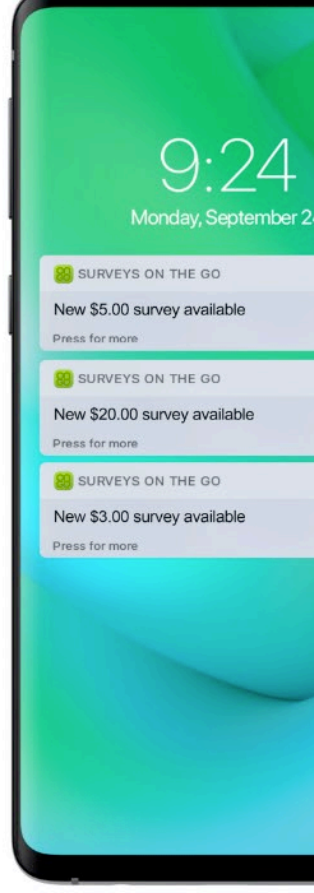 9:24
Monday, September 24
SURVEYS ON THE GO
New $5.00 survey available
Press for more
SURVEYS ON THE GO
New $20.00 survey available
Press for more
SURVEYS ON THE GO
New $3.00 survey available
Press for more